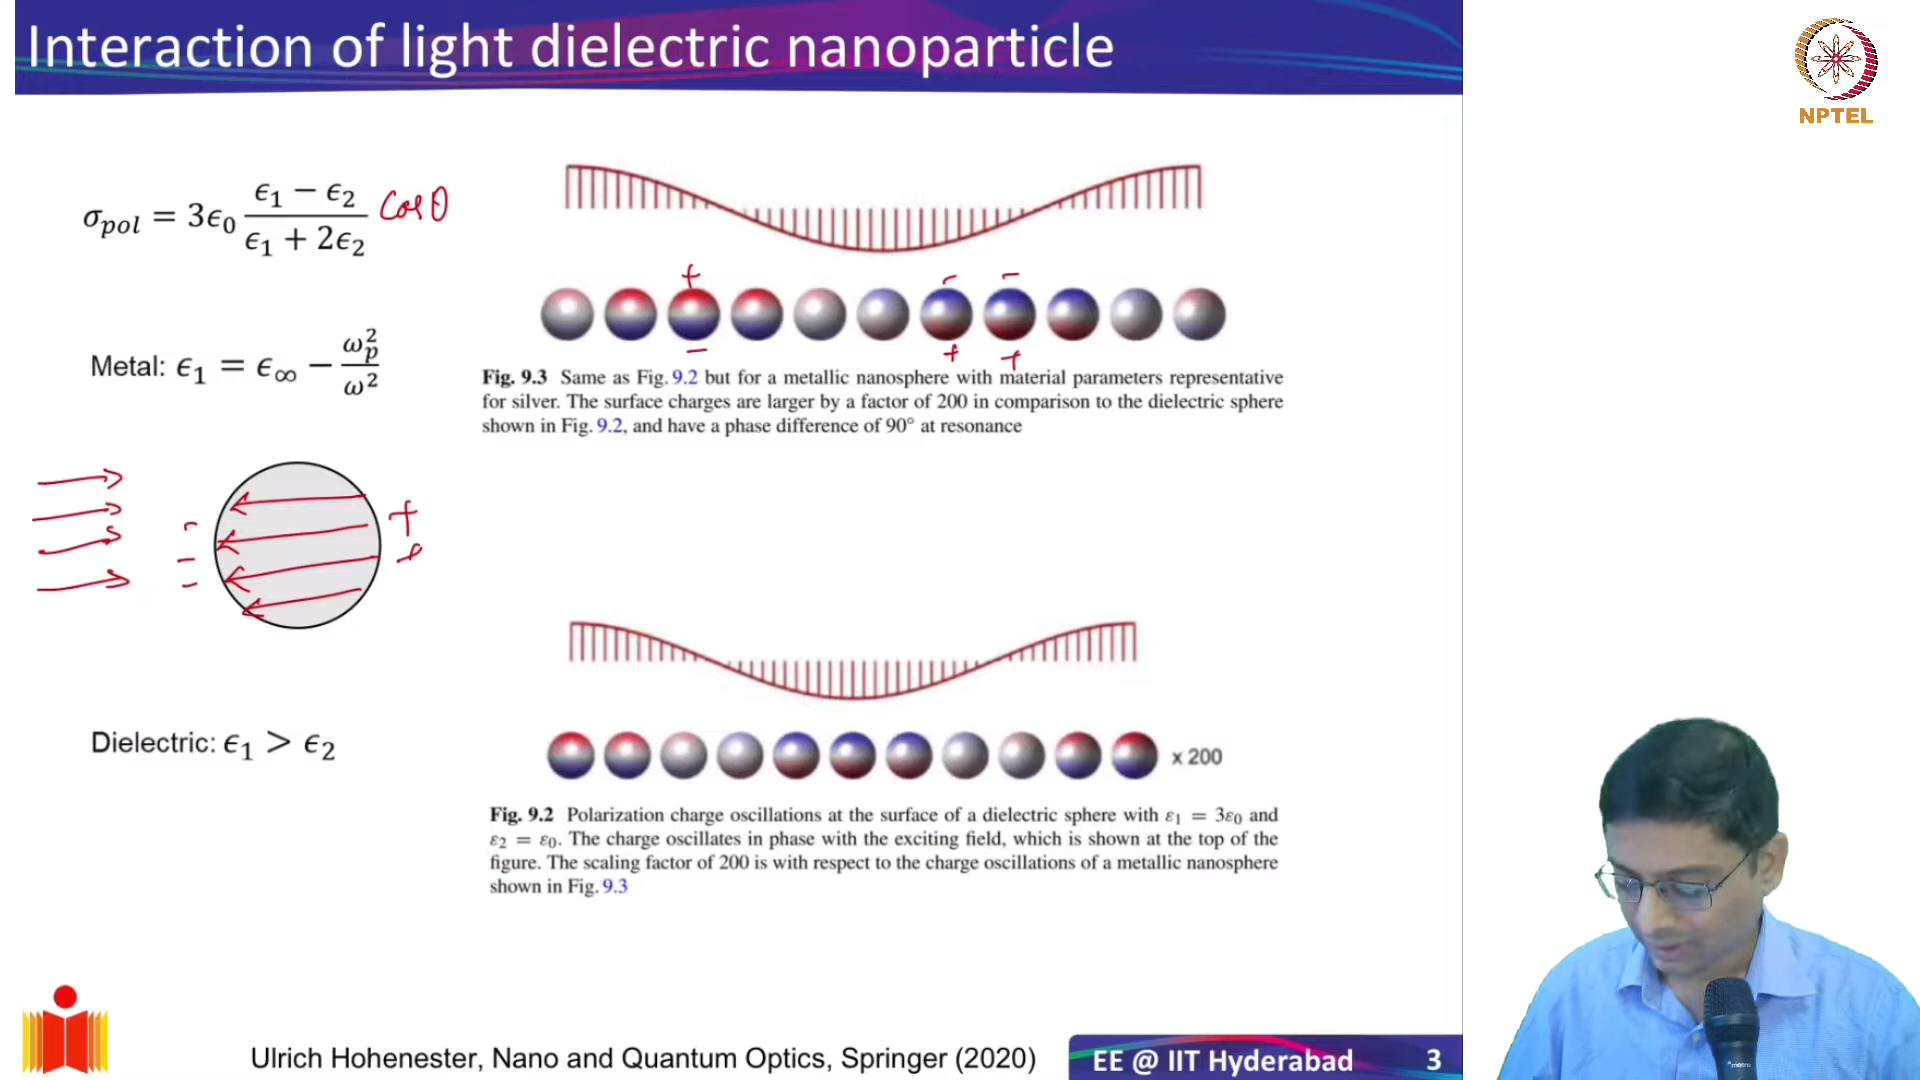 Interaction of light dielectric nanoparticle
NPTEL
σpol = 3ϵ0 (ϵ1 − ϵ2)/(ϵ1 + 2ϵ2) Cos θ
Metal: ϵ1 = ϵ∞ − ωp²/ω²
+ - -
- + +
Fig. 9.3 Same as Fig. 9.2 but for a metallic nanosphere with material parameters representative
for silver. The surface charges are larger by a factor of 200 in comparison to the dielectric sphere
shown in Fig. 9.2, and have a phase difference of 90° at resonance
- +
- +
-
Dielectric: ϵ1 > ϵ2
x 200
Fig. 9.2 Polarization charge oscillations at the surface of a dielectric sphere with ε1 = 3ε0 and
ε2 = ε0. The charge oscillates in phase with the exciting field, which is shown at the top of the
figure. The scaling factor of 200 is with respect to the charge oscillations of a metallic nanosphere
shown in Fig. 9.3
Ulrich Hohenester, Nano and Quantum Optics, Springer (2020)
EE @ IIT Hyderabad 3